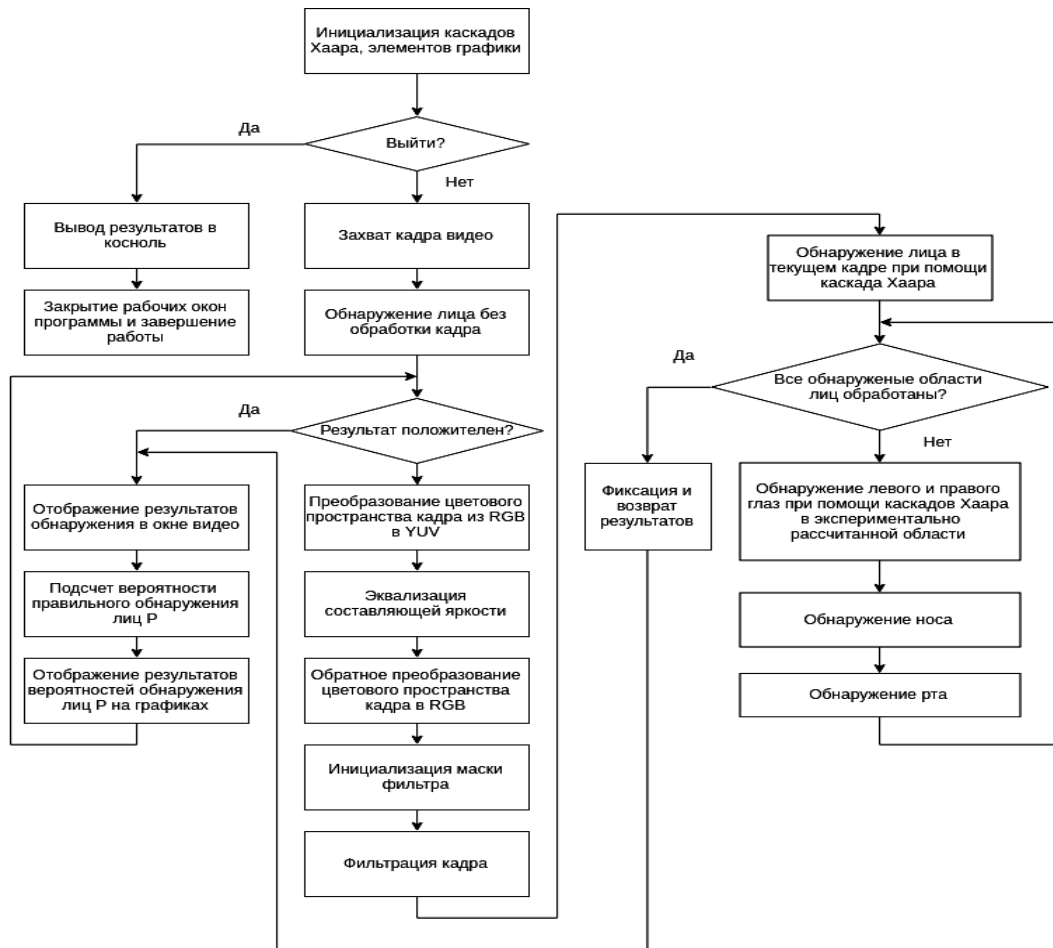 Инициализация каскадов
Хаара, элементов графики
Да
Выйти?
Нет
Вывод результатов в
косноль
Закрытие рабочих окон
программы и завершение
работы
Захват кадра видео
Обнаружение лица без
обработки кадра
Да
Результат положителен?
Отображение результатов
обнаружения в окне видео
Подсчет вероятности
правильного обнаружения
лиц P
Отображение результатов
вероятностей обнаружения
лиц P на графиках
Преобразование цветового
пространства кадра из RGB
в YUV
Эквализация
составляющей яркости
Обратное преобразование
цветового пространства
кадра в RGB
Инициализация маски
фильтра
Фильтрация кадра
Обнаружение лица в
текущем кадре при помощи
каскада Хаара
Да
Все обнаруженые области
лиц обработаны?
Нет
Фиксация и
возврат
результатов
Обнаружение левого и правого
глаз при помощи каскадов Хаара
в экспериментально
рассчитанной области
Обнаружение носа
Обнаружение рта